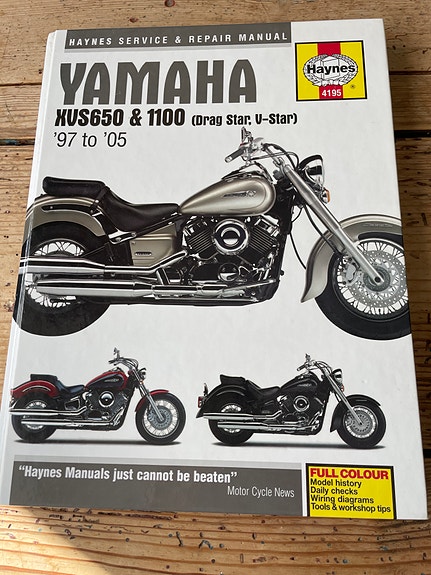 HAYNES SERVICE & REPAIR MANUAL
Haynes
4195
YAMAHA
XVS650 & 1100 (Drag Star, V-Star)
'97 to '05
"Haynes Manuals just cannot be beaten"
Motor Cycle News
FULL COLOUR
Model history
Daily checks
Wiring diagrams
Tools & workshop tips